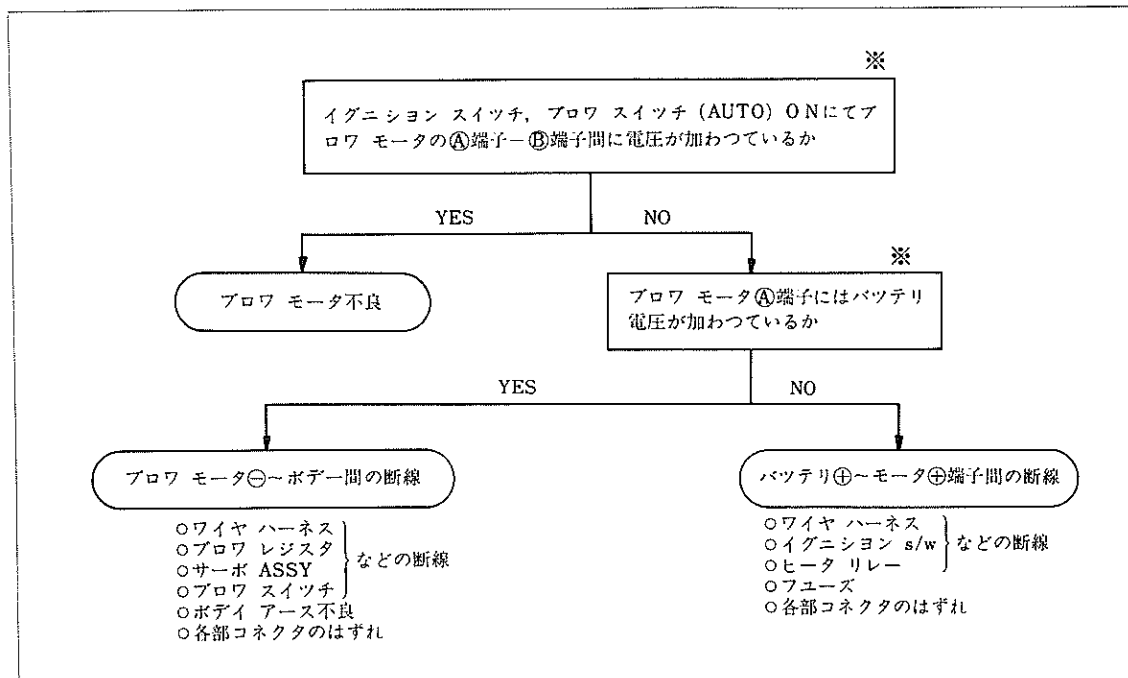 ※
イグニシヨン スイツチ, ブロワ スイツチ (AUTO) ONにてブ
ロワ モータのⒶ端子−Ⓑ端子間に電圧が加わつているか
YES
NO
ブロワ モータ不良
※
ブロワ モータⒶ端子にはバツテリ
電圧が加わつているか
YES
NO
ブロワ モータ⊖〜ボデー間の断線
○ワイヤ ハーネス
○ブロワ レジスタ
○サーボ ASSY
○ブロワ スイツチ
などの断線
○ボデイ アース不良
○各部コネクタのはずれ
バツテリ⊕〜モータ⊕端子間の断線
○ワイヤ ハーネス
○イグニシヨン s/w
○ヒータ リレー
などの断線
○フユーズ
○各部コネクタのはずれ